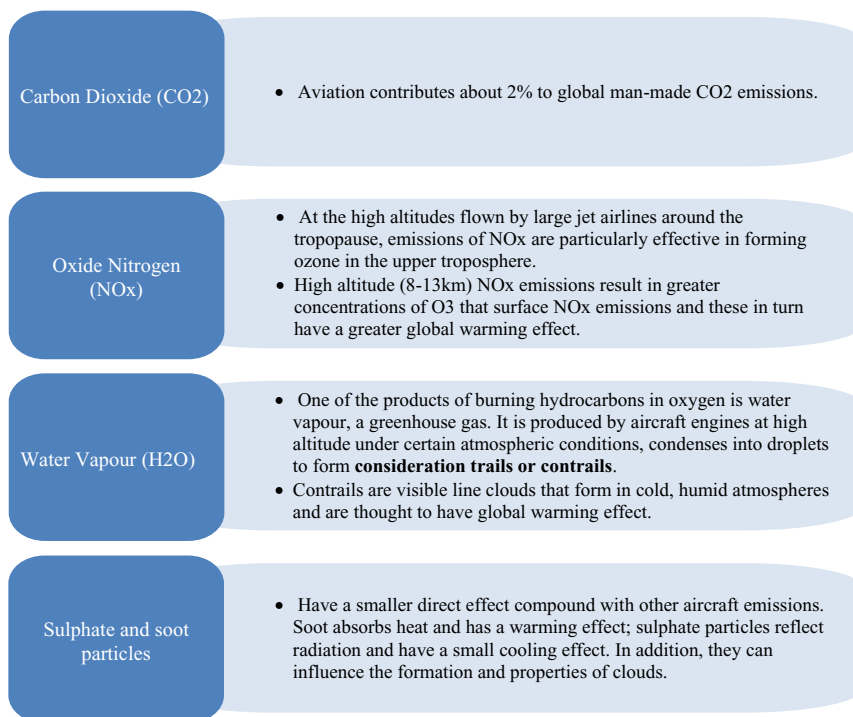 Carbon Dioxide (CO2)
• Aviation contributes about 2% to global man-made CO2 emissions.
Oxide Nitrogen
(NOx)
• At the high altitudes flown by large jet airlines around the
tropopause, emissions of NOx are particularly effective in forming
ozone in the upper troposphere.
• High altitude (8-13km) NOx emissions result in greater
concentrations of O3 that surface NOx emissions and these in turn
have a greater global warming effect.
Water Vapour (H2O)
• One of the products of burning hydrocarbons in oxygen is water
vapour, a greenhouse gas. It is produced by aircraft engines at high
altitude under certain atmospheric conditions, condenses into droplets
to form consideration trails or contrails.
• Contrails are visible line clouds that form in cold, humid atmospheres
and are thought to have global warming effect.
Sulphate and soot
particles
• Have a smaller direct effect compound with other aircraft emissions.
Soot absorbs heat and has a warming effect; sulphate particles reflect
radiation and have a small cooling effect. In addition, they can
influence the formation and properties of clouds.